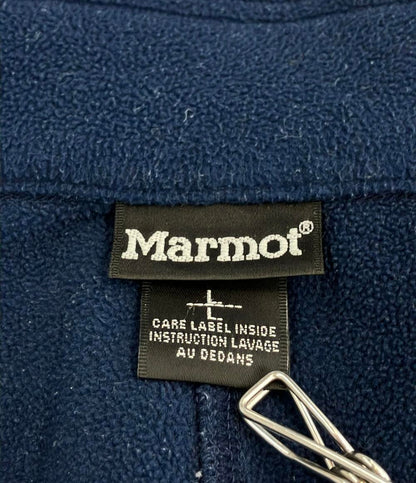 Marmot®
L
CARE LABEL INSIDE
INSTRUCTION LAVAGE
AU DEDANS